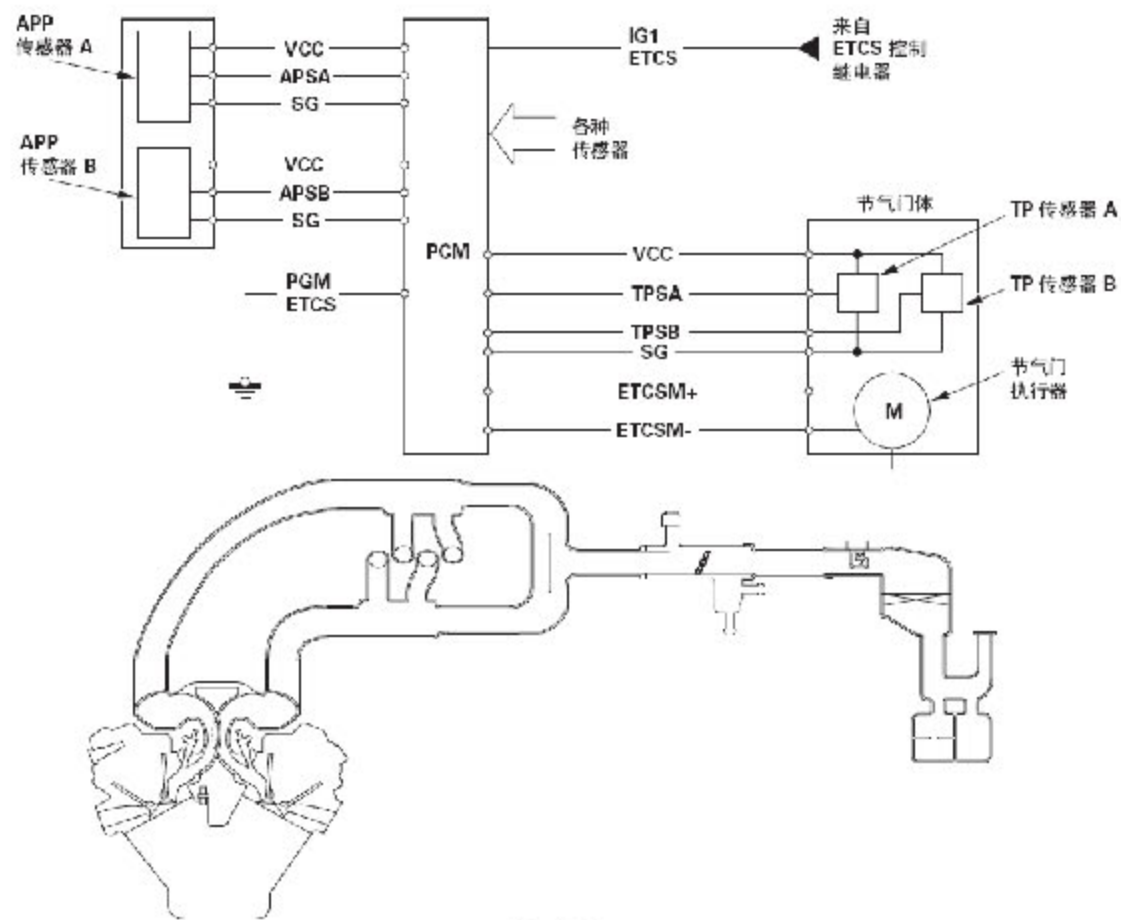 APP
传感器 A
VCC
APSA
SG
APP
传感器 B
VCC
APSB
SG
PGM
ETCS
PCM
IG1
ETCS
来自
ETCS 控制
继电器
各种
传感器
节气门体
TP 传感器 A
VCC
TPSA
TP 传感器 B
TPSB
SG
节气门
执行器
ETCSM+
M
ETCSM-